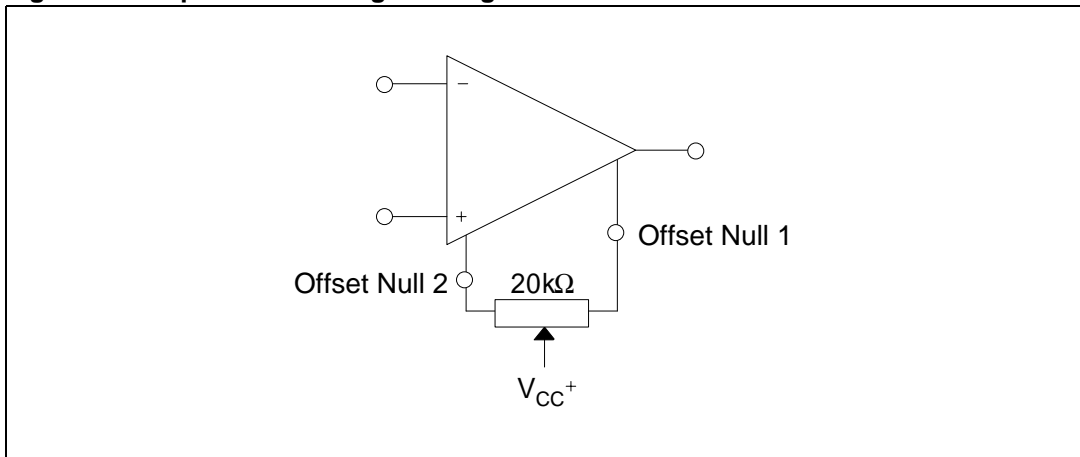 −
+
Offset Null 1
Offset Null 2
20kΩ
VCC+